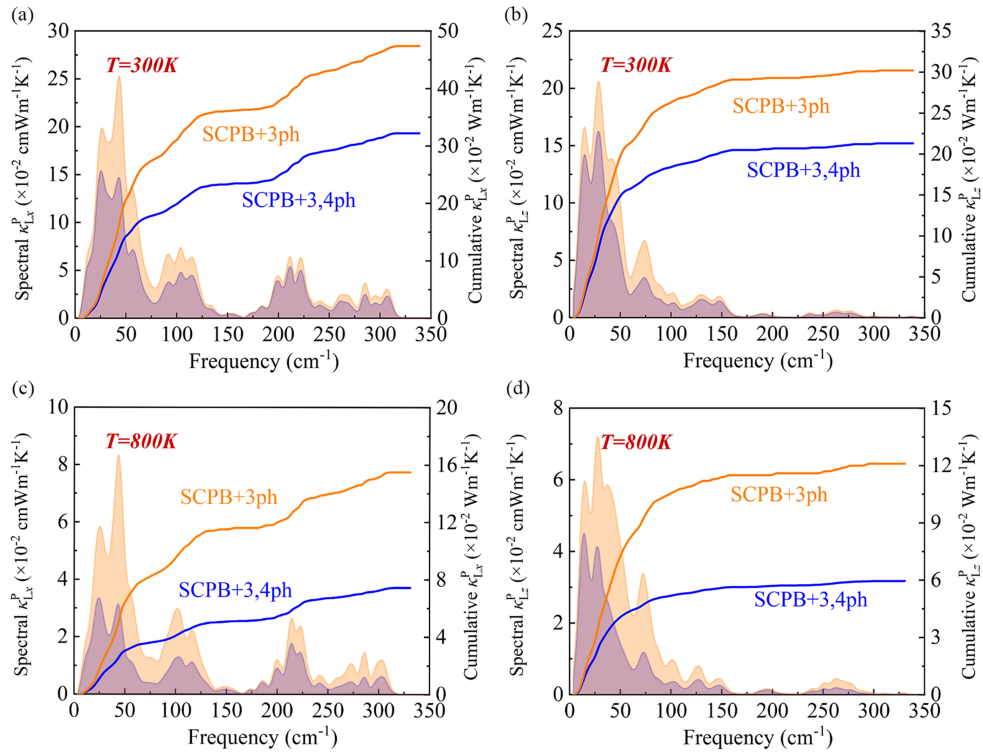 (a)
T=300K
SCPB+3ph
SCPB+3,4ph
30
25
20
15
10
5
0
50
40
30
20
10
0
0 50 100 150 200 250 300 350
Spectral κᴾLx (×10⁻² cmWm⁻¹K⁻¹)
Cumulative κᴾLx (×10⁻² Wm⁻¹K⁻¹)
Frequency (cm⁻¹)
(b)
T=300K
SCPB+3ph
SCPB+3,4ph
25
20
15
10
5
0
35
30
25
20
15
10
5
0
0 50 100 150 200 250 300 350
Spectral κᴾLz (×10⁻² cmWm⁻¹K⁻¹)
Cumulative κᴾLz (×10⁻² Wm⁻¹K⁻¹)
Frequency (cm⁻¹)
(c)
T=800K
SCPB+3ph
SCPB+3,4ph
10
8
6
4
2
0
20
16
12
8
4
0
0 50 100 150 200 250 300 350
Spectral κᴾLx (×10⁻² cmWm⁻¹K⁻¹)
Cumulative κᴾLx (×10⁻² Wm⁻¹K⁻¹)
Frequency (cm⁻¹)
(d)
T=800K
SCPB+3ph
SCPB+3,4ph
8
6
4
2
0
15
12
9
6
3
0
0 50 100 150 200 250 300 350
Spectral κᴾLz (×10⁻² cmWm⁻¹K⁻¹)
Cumulative κᴾLz (×10⁻² Wm⁻¹K⁻¹)
Frequency (cm⁻¹)